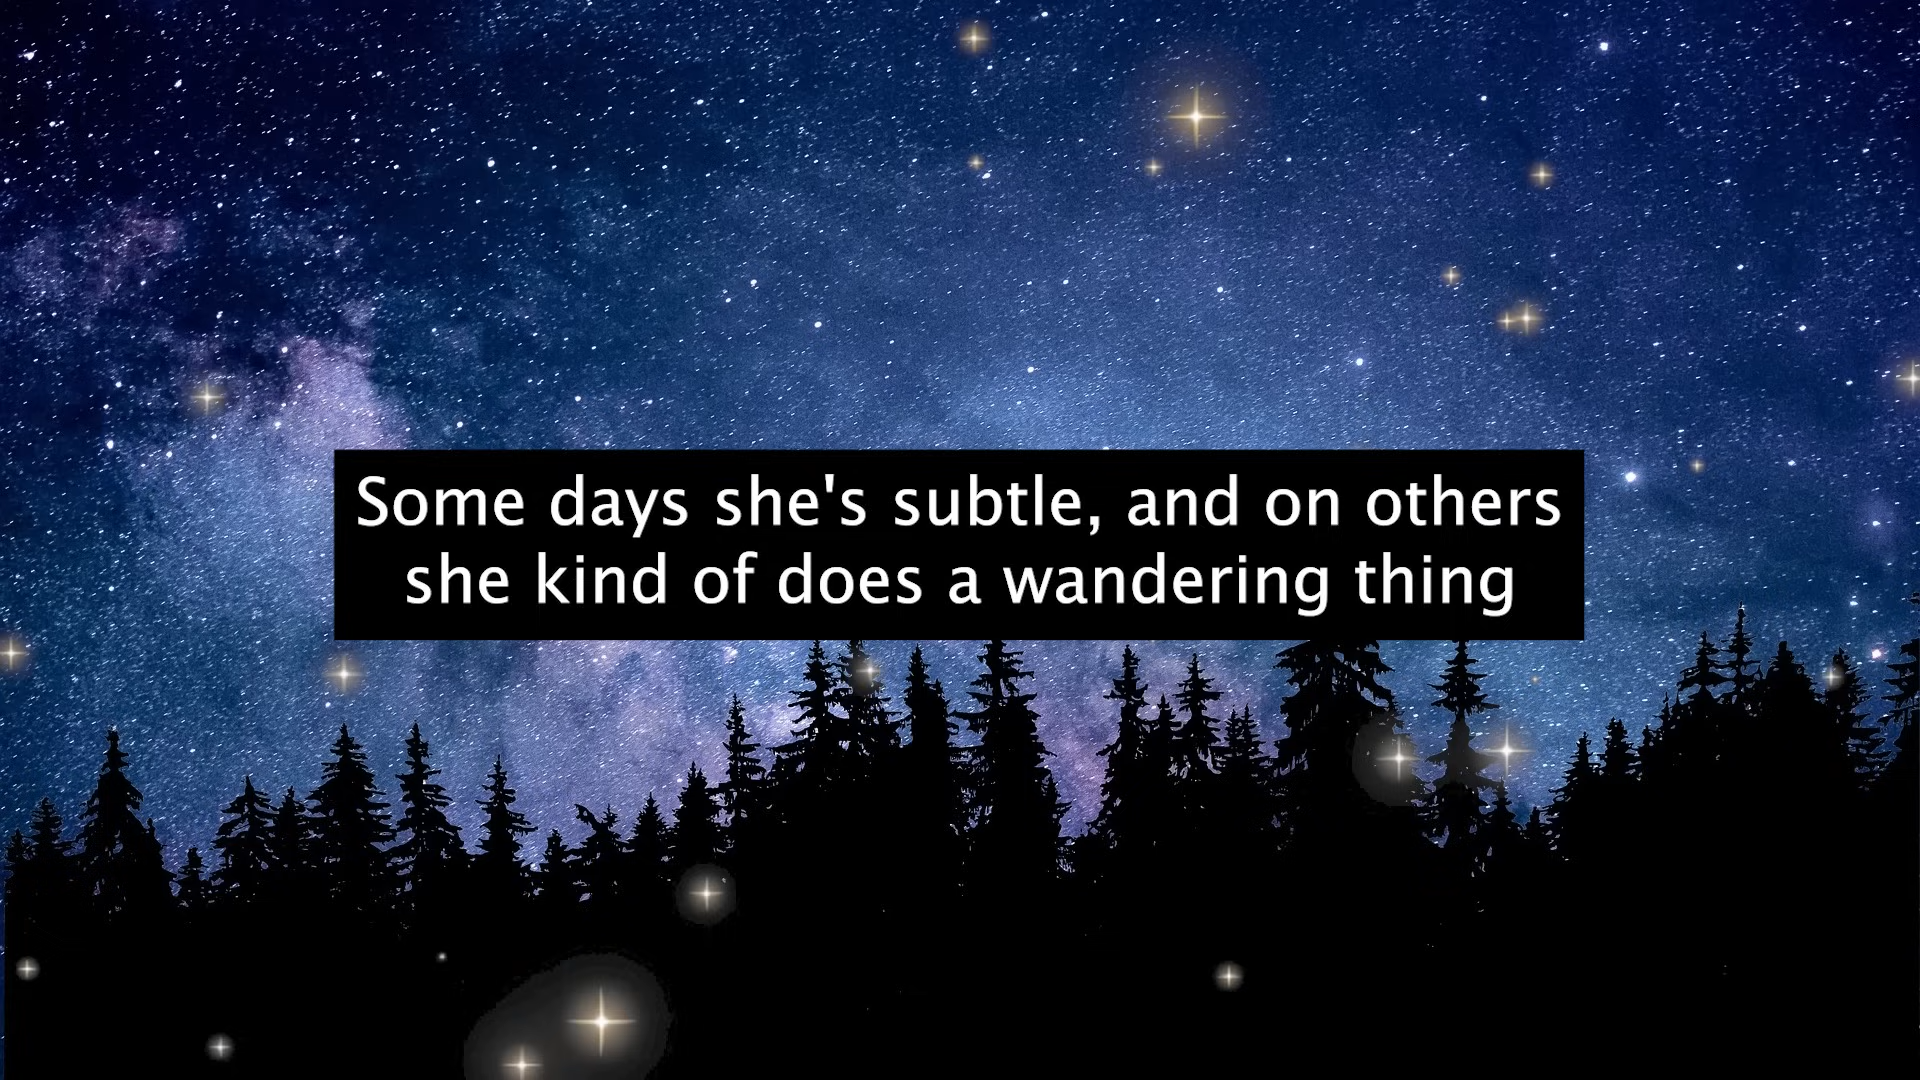 Some days she's subtle, and on others
she kind of does a wandering thing